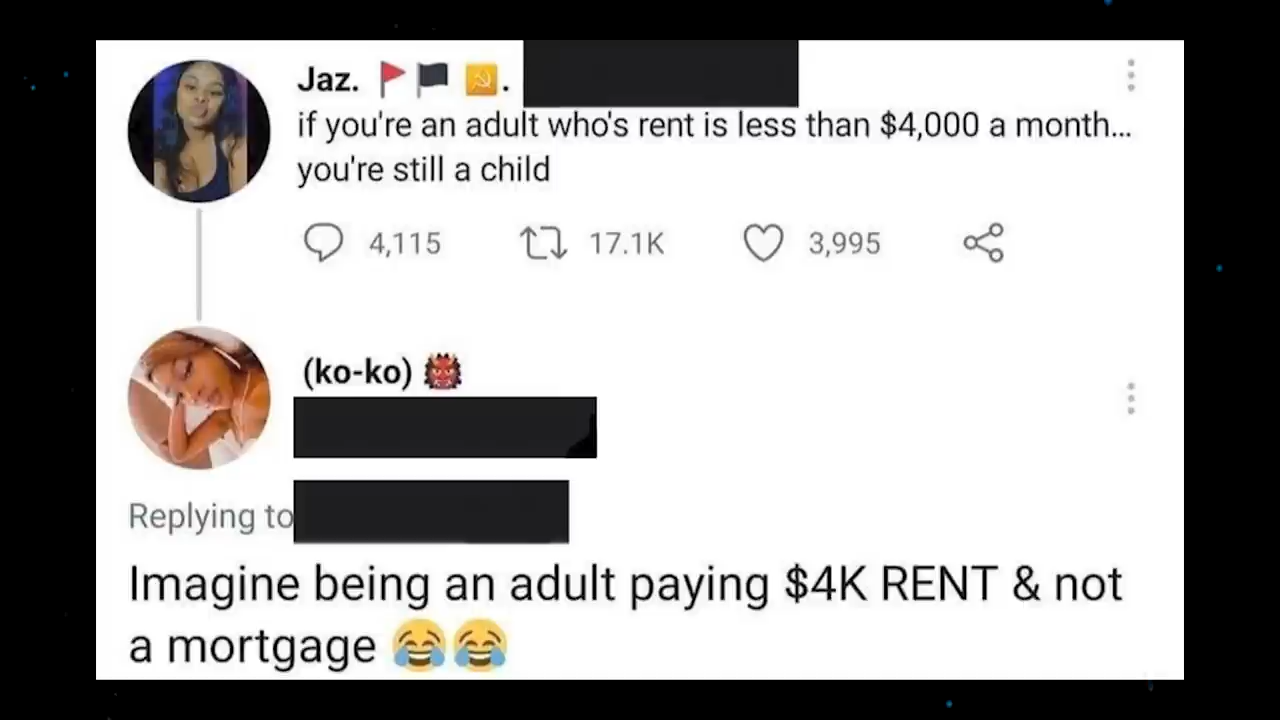 Jaz. 🚩🏴☭.
if you're an adult who's rent is less than $4,000 a month...
you're still a child
4,115 17.1K 3,995
(ko-ko) 👹
Replying to
Imagine being an adult paying $4K RENT & not
a mortgage 😂😂